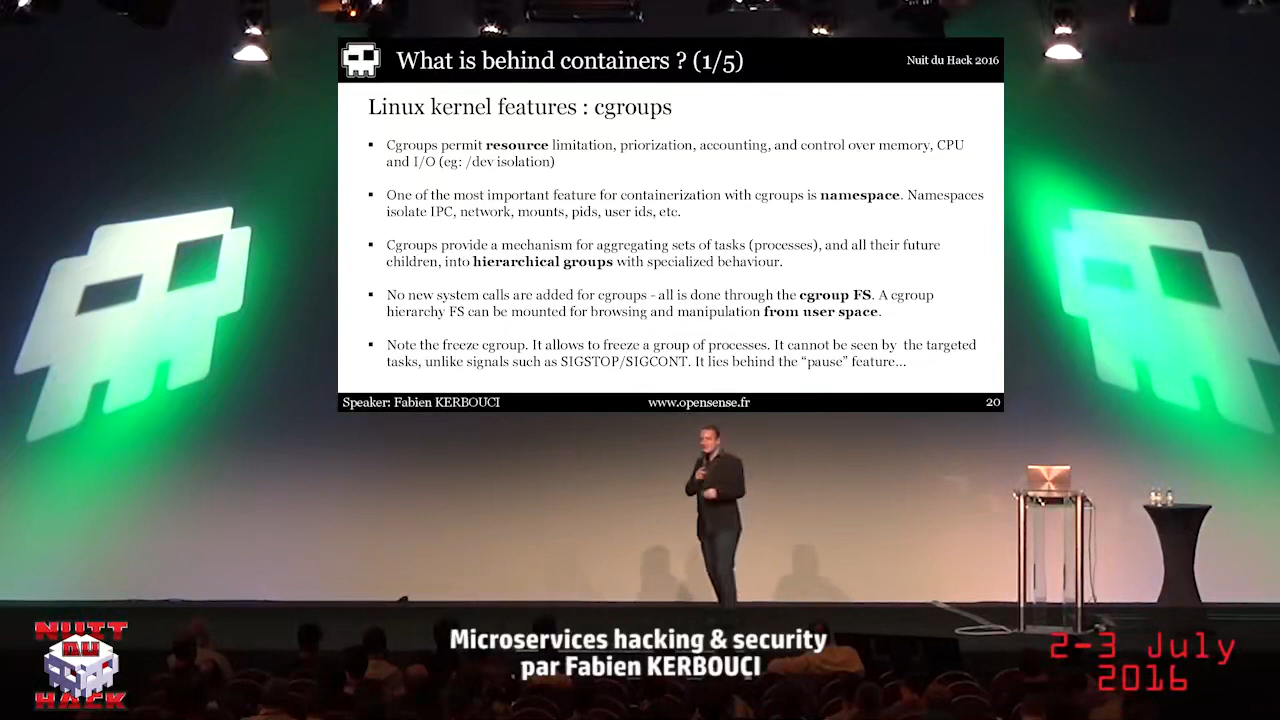 What is behind containers ? (1/5)
Nuit du Hack 2016
Linux kernel features : cgroups
▪ Cgroups permit resource limitation, priorization, accounting, and control over memory, CPU
and I/O (eg: /dev isolation)
▪ One of the most important feature for containerization with cgroups is namespace. Namespaces
isolate IPC, network, mounts, pids, user ids, etc.
▪ Cgroups provide a mechanism for aggregating sets of tasks (processes), and all their future
children, into hierarchical groups with specialized behaviour.
▪ No new system calls are added for cgroups - all is done through the cgroup FS. A cgroup
hierarchy FS can be mounted for browsing and manipulation from user space.
▪ Note the freeze cgroup. It allows to freeze a group of processes. It cannot be seen by the targeted
tasks, unlike signals such as SIGSTOP/SIGCONT. It lies behind the “pause” feature...
Speaker: Fabien KERBOUCI
www.opensense.fr
20
NUIT
DU
HACK
Microservices hacking & security
par Fabien KERBOUCI
2-3 July
2016